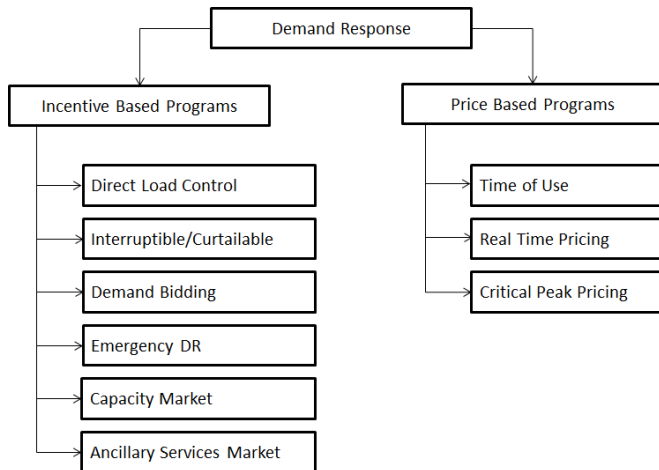 Demand Response
Incentive Based Programs
Direct Load Control
Interruptible/Curtailable
Demand Bidding
Emergency DR
Capacity Market
Ancillary Services Market
Price Based Programs
Time of Use
Real Time Pricing
Critical Peak Pricing